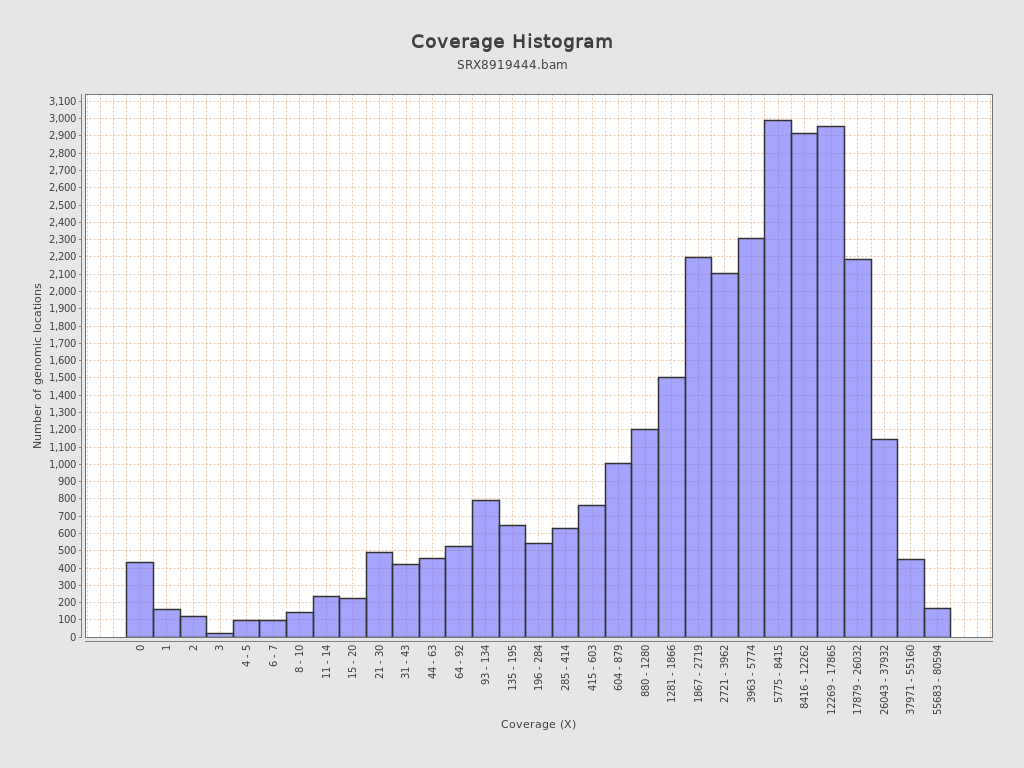 Coverage Histogram
SRX8919444.bam
Number of genomic locations
3,100
3,000
2,900
2,800
2,700
2,600
2,500
2,400
2,300
2,200
2,100
2,000
1,900
1,800
1,700
1,600
1,500
1,400
1,300
1,200
1,100
1,000
900
800
700
600
500
400
300
200
100
0
0
1
2
3
4 - 5
6 - 7
8 - 10
11 - 14
15 - 20
21 - 30
31 - 43
44 - 63
64 - 92
93 - 134
135 - 195
196 - 284
285 - 414
415 - 603
604 - 879
880 - 1280
1281 - 1866
1867 - 2719
2721 - 3962
3963 - 5774
5775 - 8415
8416 - 12262
12269 - 17865
17879 - 26032
26043 - 37932
37971 - 55160
55683 - 80594
Coverage (X)